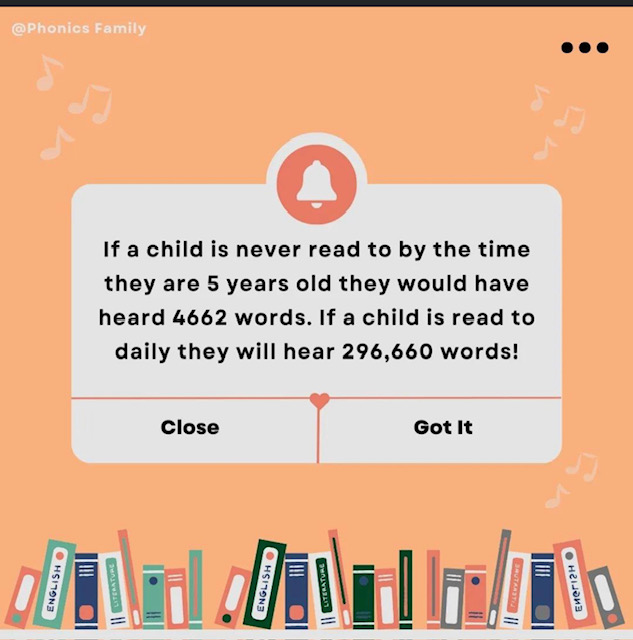 @Phonics Family
If a child is never read to by the time
they are 5 years old they would have
heard 4662 words. If a child is read to
daily they will hear 296,660 words!
Close
Got It
ENGLISH
LITERATURE
ENGLISH
LITERATURE
LITERATURE
ENGLISH